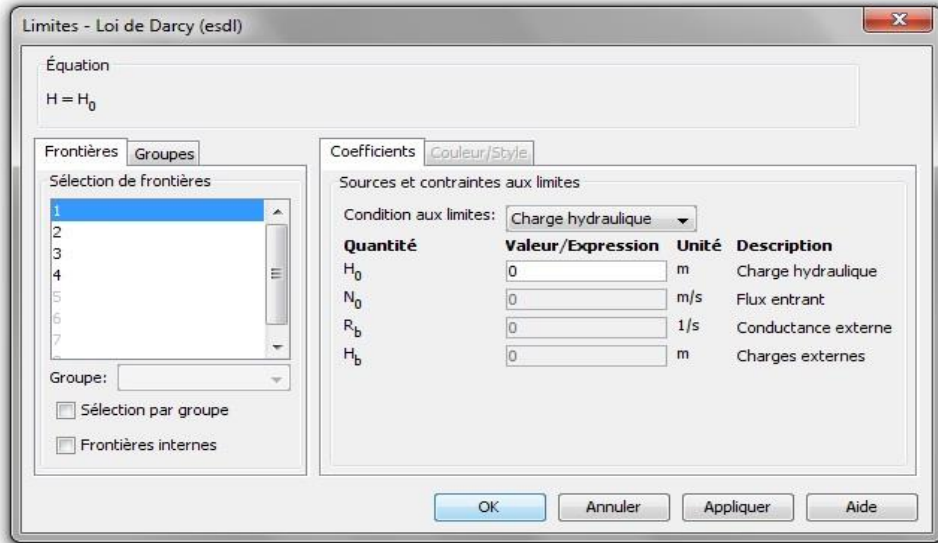 Limites - Loi de Darcy (esdl)
Équation
H = H0
Frontières Groupes
Sélection de frontières
1
2
3
4
5
6
7
Groupe:
Sélection par groupe
Frontières internes
Coefficients Couleur/Style
Sources et contraintes aux limites
Condition aux limites: Charge hydraulique
Quantité Valeur/Expression Unité Description
H0 0 m Charge hydraulique
N0 0 m/s Flux entrant
Rb 0 1/s Conductance externe
Hb 0 m Charges externes
OK Annuler Appliquer Aide